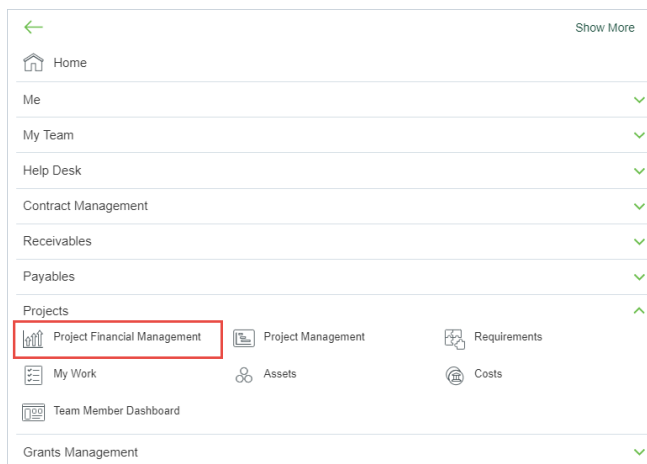 Show More
Home
Me
My Team
Help Desk
Contract Management
Receivables
Payables
Projects
Project Financial Management Project Management Requirements
My Work Assets Costs
Team Member Dashboard
Grants Management